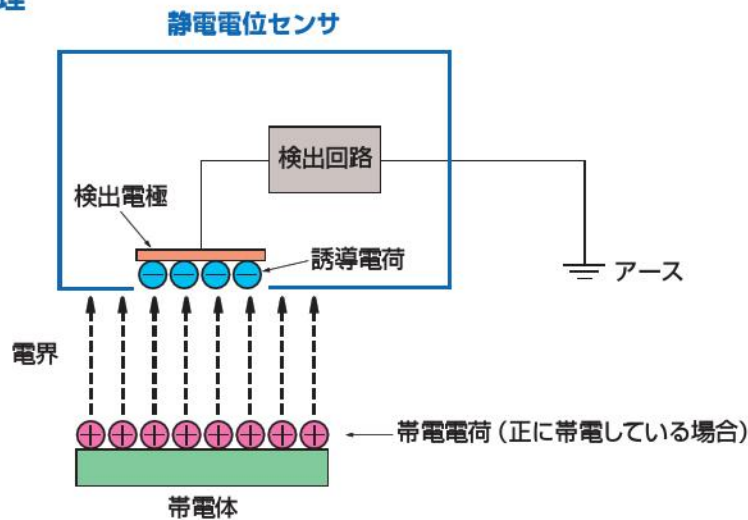 理
静電電位センサ
検出回路
検出電極
誘導電荷
アース
電界
帯電電荷（正に帯電している場合）
帯電体